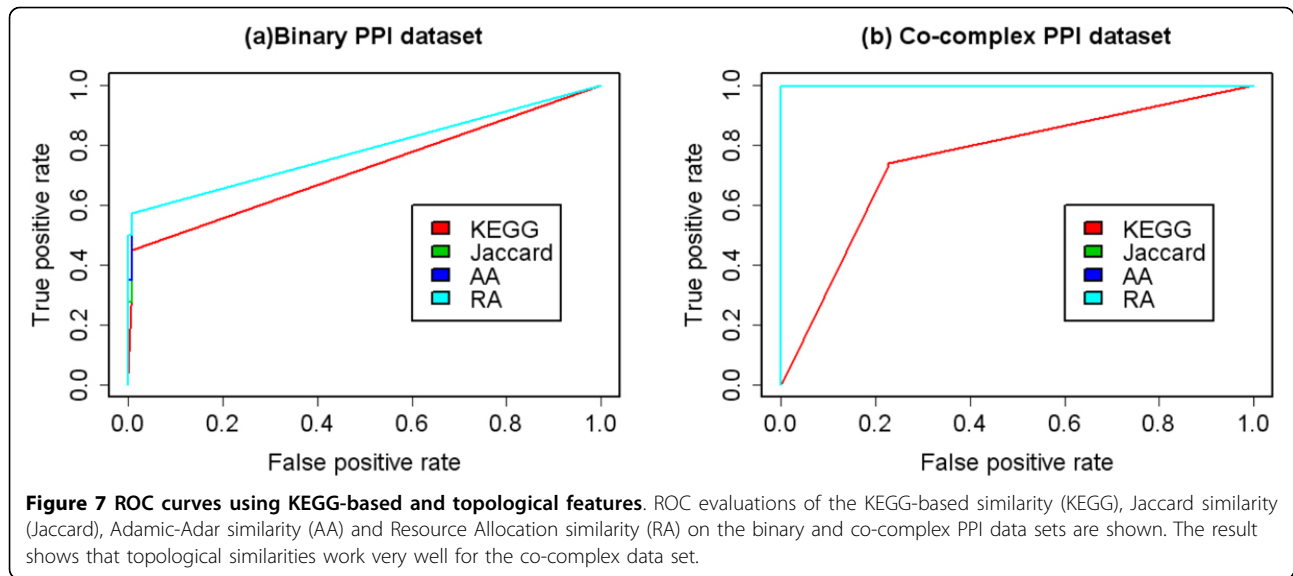 (a)Binary PPI dataset
True positive rate
1.0
0.8
0.6
0.4
0.2
0.0
KEGG
Jaccard
AA
RA
0.0 0.2 0.4 0.6 0.8 1.0
False positive rate
(b) Co-complex PPI dataset
True positive rate
1.0
0.8
0.6
0.4
0.2
0.0
KEGG
Jaccard
AA
RA
0.0 0.2 0.4 0.6 0.8 1.0
False positive rate
Figure 7 ROC curves using KEGG-based and topological features. ROC evaluations of the KEGG-based similarity (KEGG), Jaccard similarity
(Jaccard), Adamic-Adar similarity (AA) and Resource Allocation similarity (RA) on the binary and co-complex PPI data sets are shown. The result
shows that topological similarities work very well for the co-complex data set.